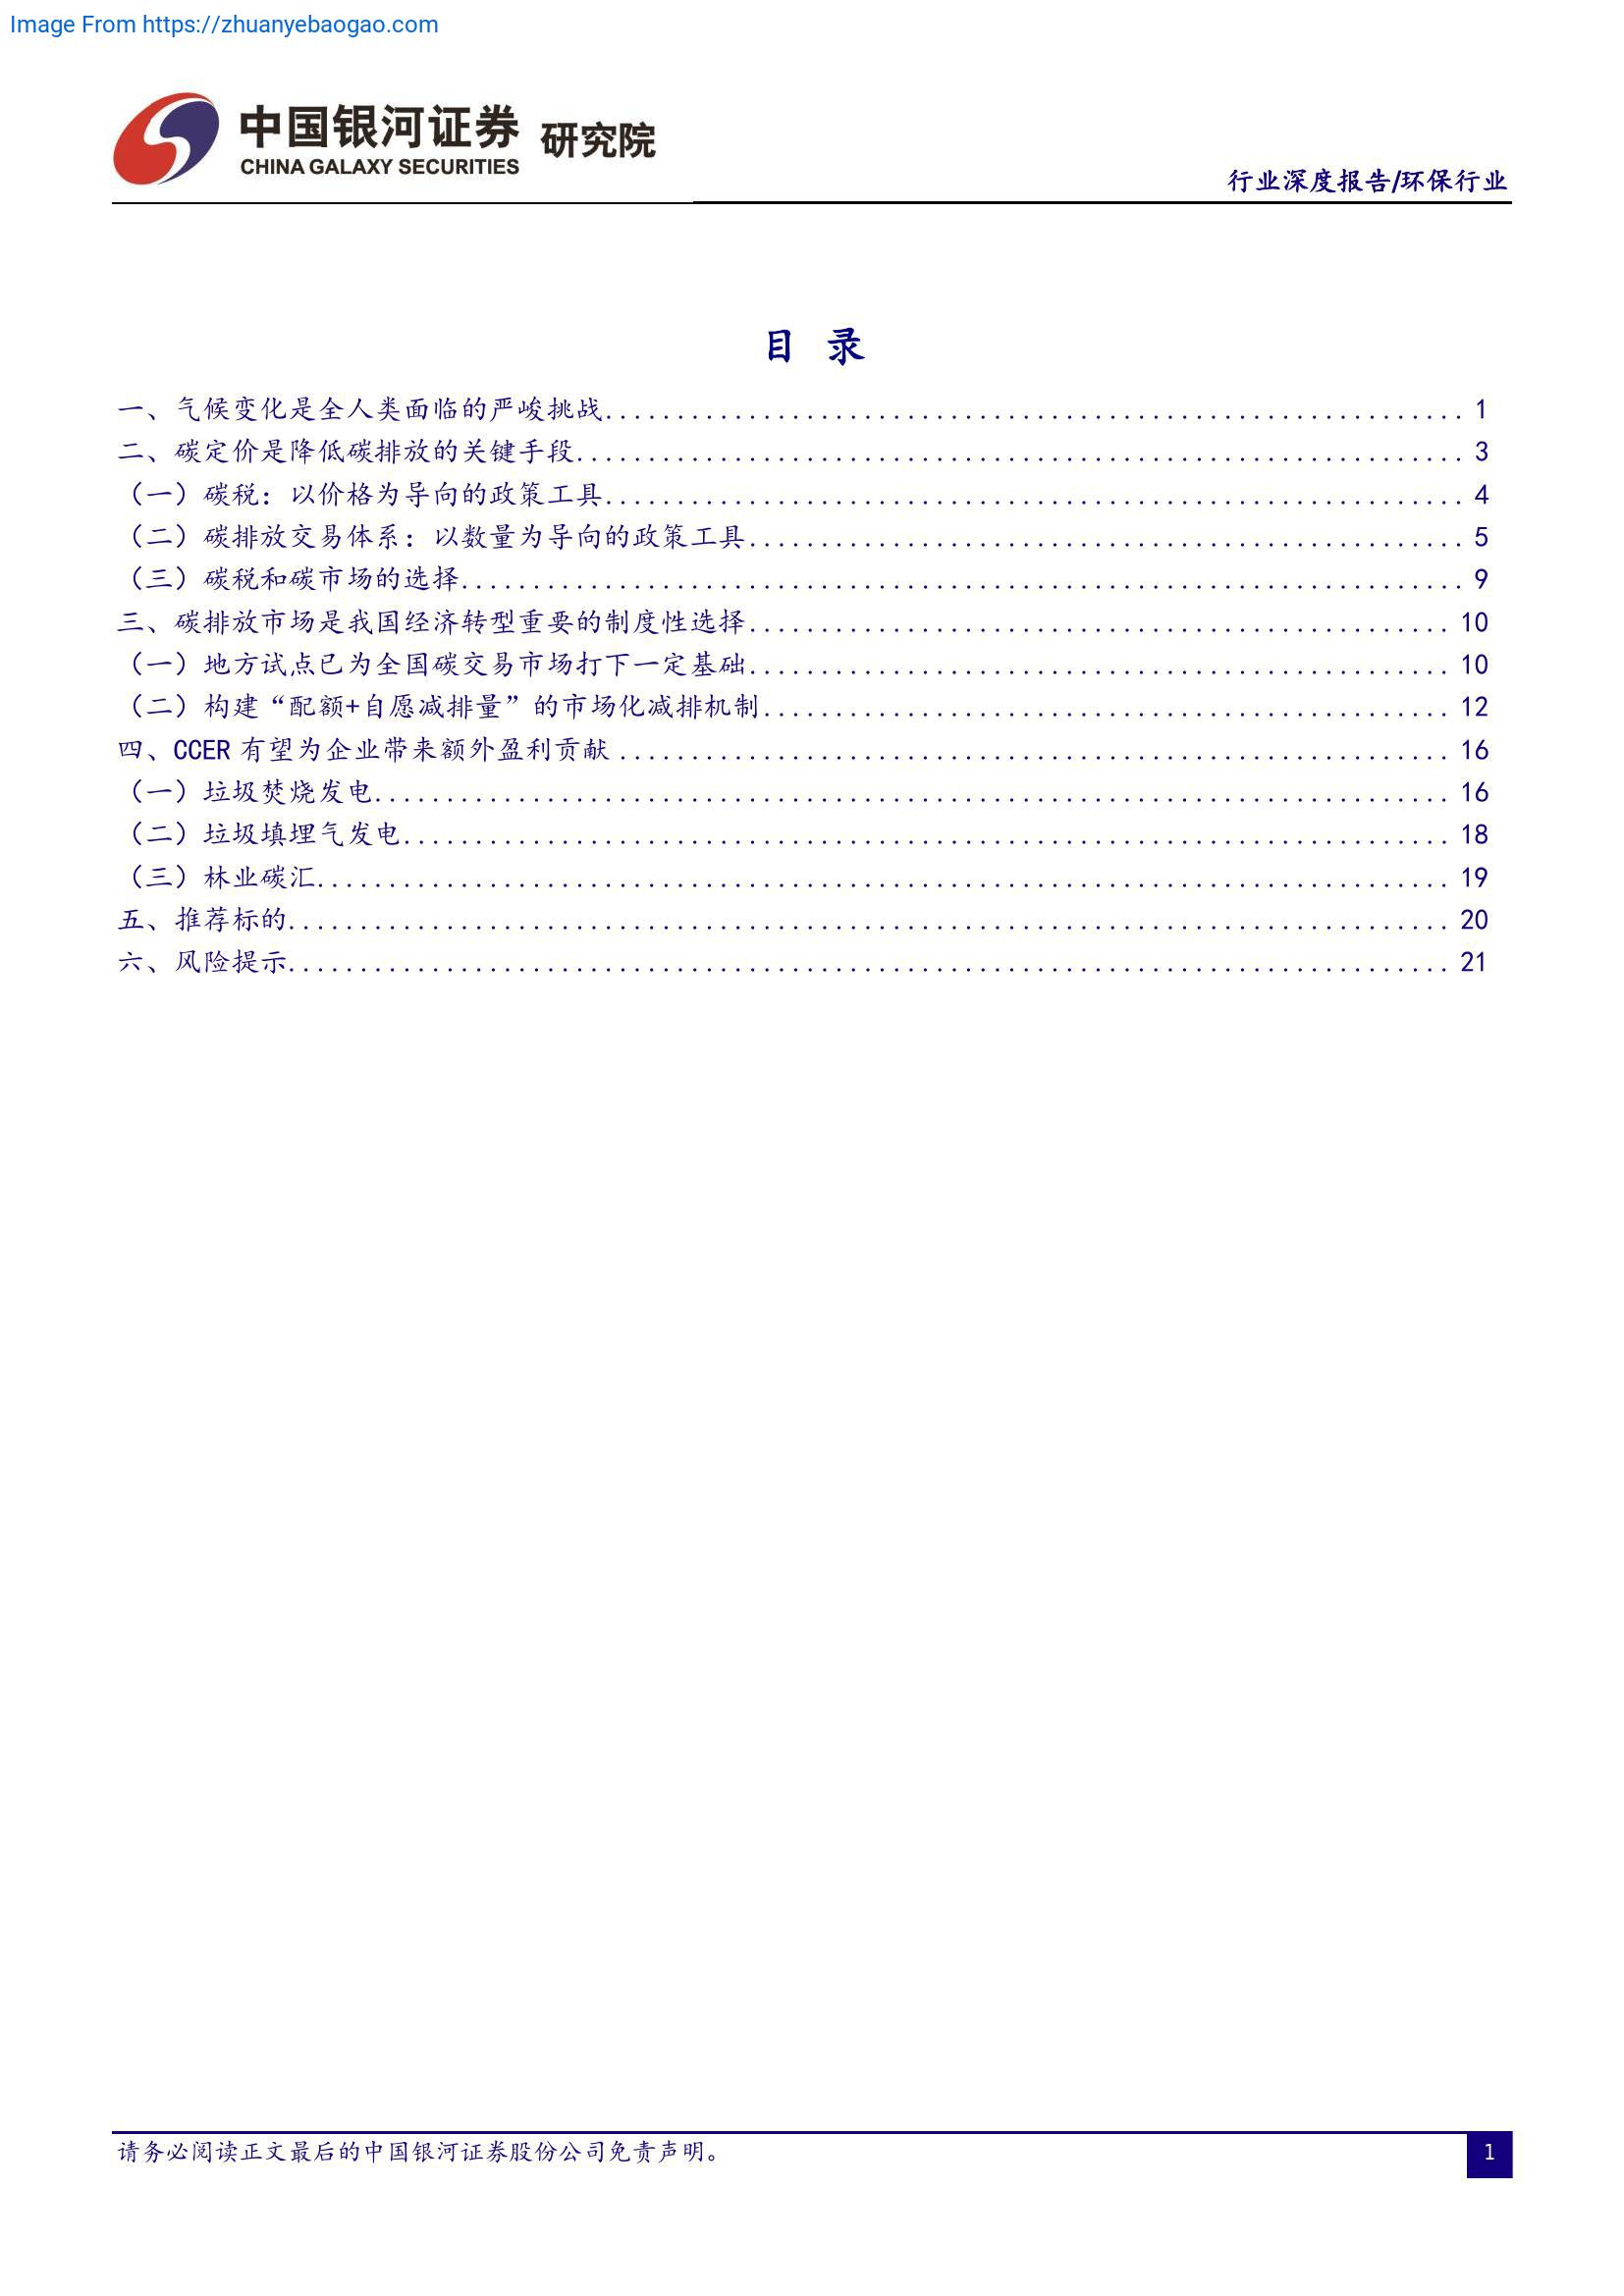 Image From https://zhuanyebaogao.com
中国银河证券 研究院
CHINA GALAXY SECURITIES
行业深度报告/环保行业
目 录
一、气候变化是全人类面临的严峻挑战............................................................ 1
二、碳定价是降低碳排放的关键手段.............................................................. 3
（一）碳税：以价格为导向的政策工具............................................................ 4
（二）碳排放交易体系：以数量为导向的政策工具.................................................. 5
（三）碳税和碳市场的选择...................................................................... 9
三、碳排放市场是我国经济转型重要的制度性选择................................................. 10
（一）地方试点已为全国碳交易市场打下一定基础................................................. 10
（二）构建“配额+自愿减排量”的市场化减排机制................................................ 12
四、CCER 有望为企业带来额外盈利贡献 .......................................................... 16
（一）垃圾焚烧发电........................................................................... 16
（二）垃圾填埋气发电......................................................................... 18
（三）林业碳汇............................................................................... 19
五、推荐标的................................................................................. 20
六、风险提示................................................................................. 21
请务必阅读正文最后的中国银河证券股份公司免责声明。
1